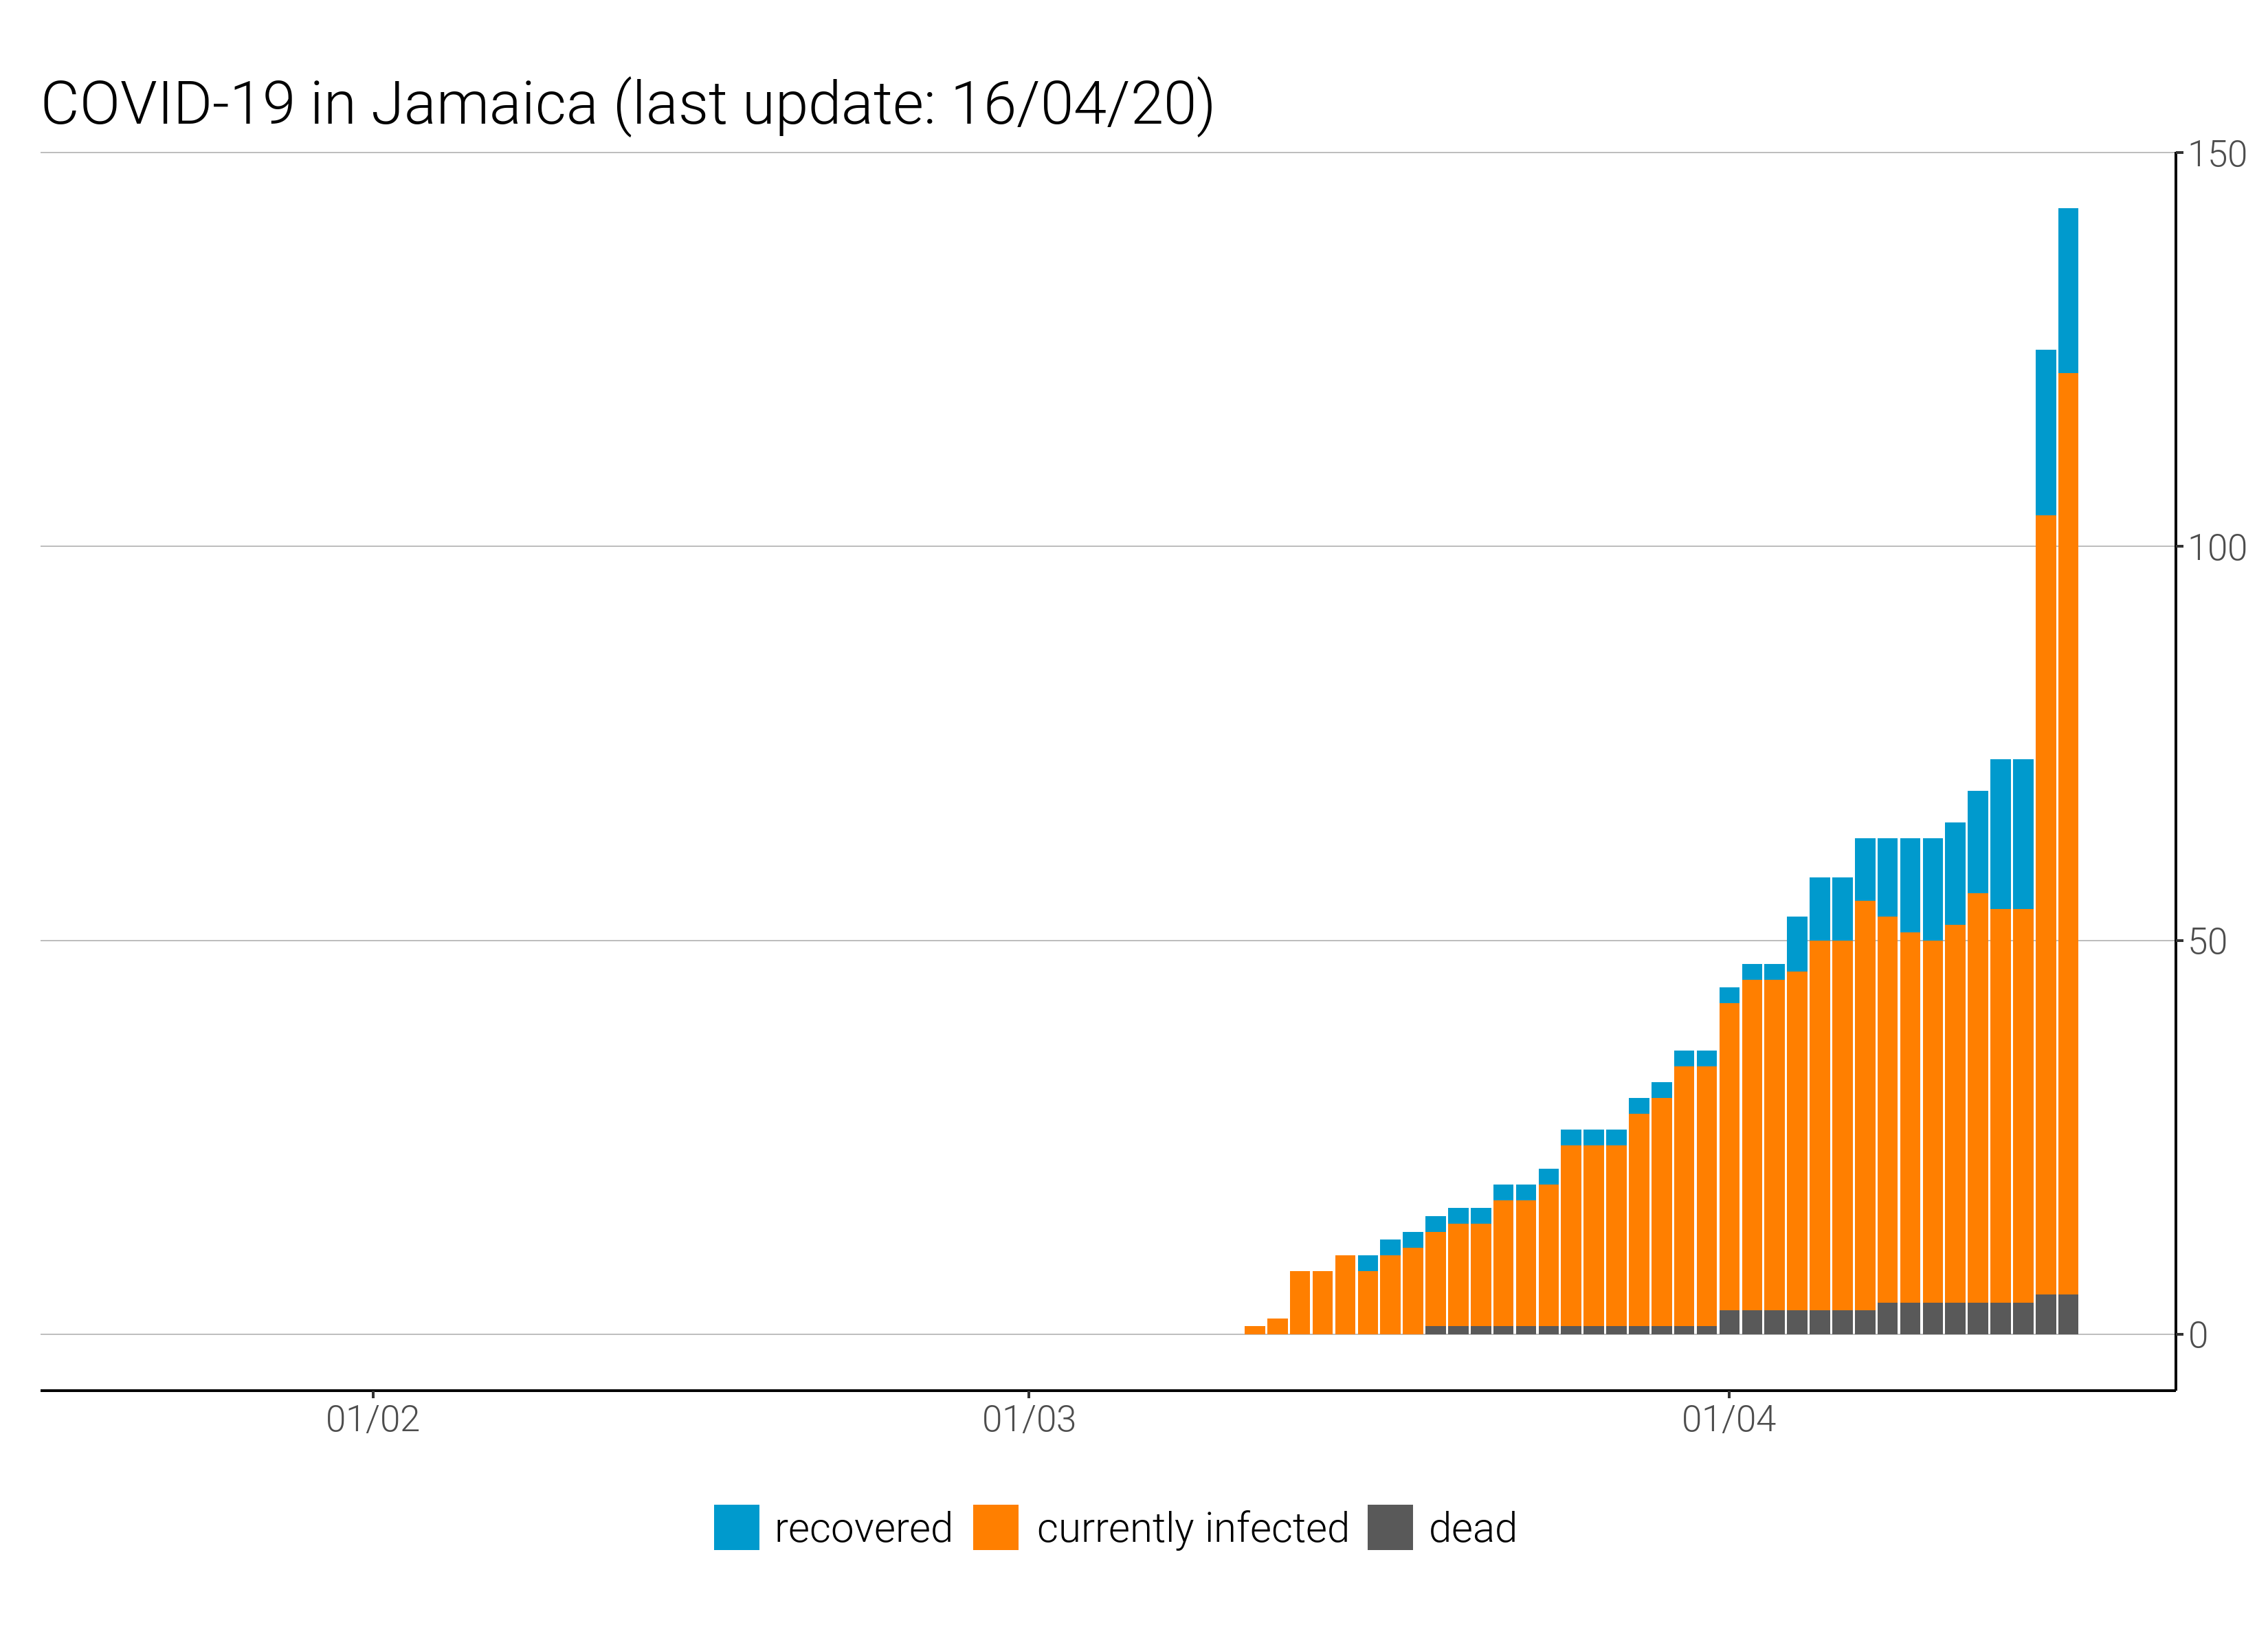 COVID-19 in Jamaica (last update: 16/04/20)
150
100
50
0
01/02 01/03 01/04
recovered currently infected dead